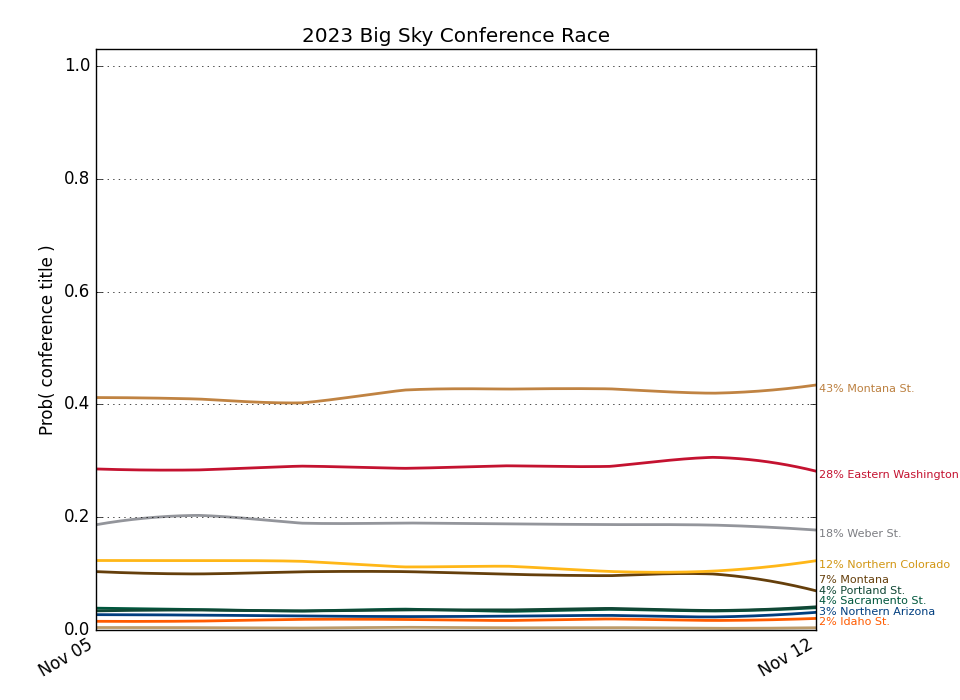 2023 Big Sky Conference Race
Prob( conference title )
1.0
0.8
0.6
0.4
0.2
0.0
Nov 05
Nov 12
43% Montana St.
28% Eastern Washington
18% Weber St.
12% Northern Colorado
7% Montana
4% Portland St.
4% Sacramento St.
3% Northern Arizona
2% Idaho St.